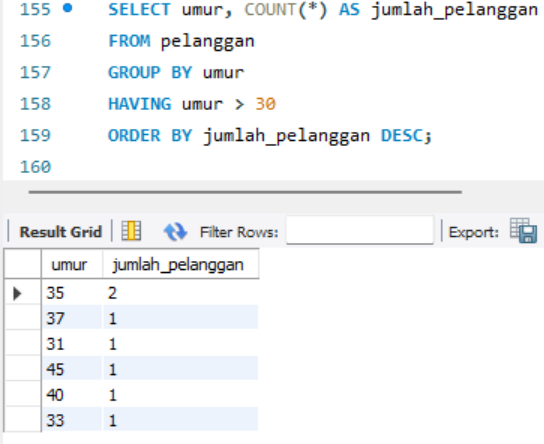 155 SELECT umur, COUNT(*) AS jumlah_pelanggan
156 FROM pelanggan
157 GROUP BY umur
158 HAVING umur > 30
159 ORDER BY jumlah_pelanggan DESC;
160
Result Grid Filter Rows: Export:
umur jumlah_pelanggan
35 2
37 1
31 1
45 1
40 1
33 1